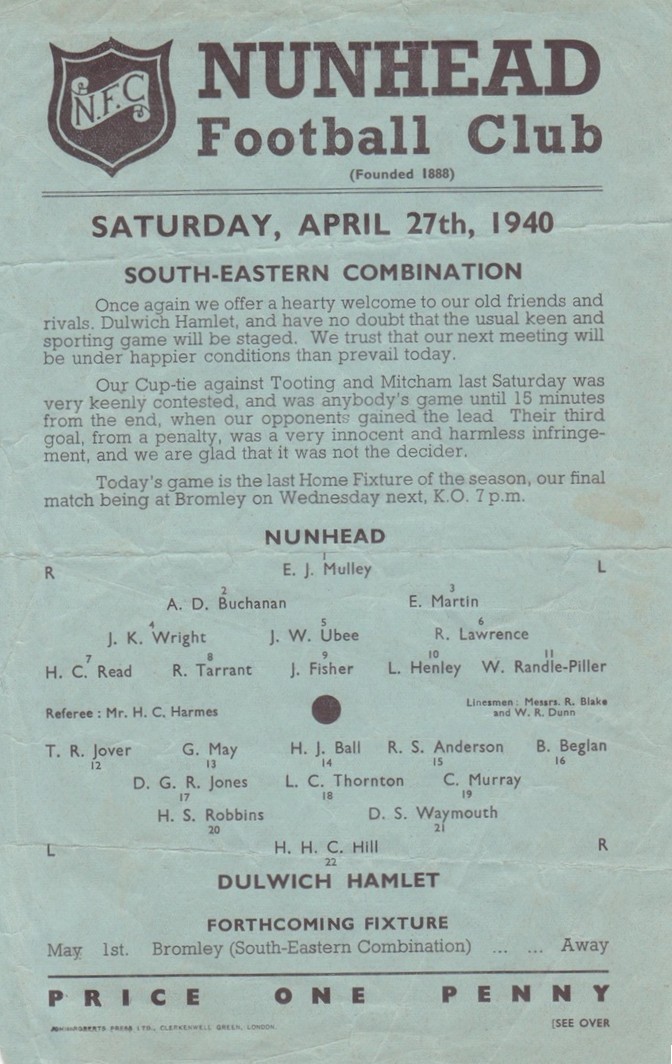 N.F.C
NUNHEAD
Football Club
(Founded 1888)
SATURDAY, APRIL 27th, 1940
SOUTH-EASTERN COMBINATION
Once again we offer a hearty welcome to our old friends and
rivals. Dulwich Hamlet, and have no doubt that the usual keen and
sporting game will be staged. We trust that our next meeting will
be under happier conditions than prevail today.
Our Cup-tie against Tooting and Mitcham last Saturday was
very keenly contested, and was anybody's game until 15 minutes
from the end, when our opponents gained the lead Their third
goal, from a penalty, was a very innocent and harmless infringe-
ment, and we are glad that it was not the decider.
Today's game is the last Home Fixture of the season, our final
match being at Bromley on Wednesday next, K.O. 7 p.m.
NUNHEAD
1
R E. J. Mulley L
2 3
A. D. Buchanan E. Martin
4 5 6
J. K. Wright J. W. Ubee R. Lawrence
7 8 9 10 11
H. C. Read R. Tarrant J. Fisher L. Henley W. Randle-Piller
Referee : Mr. H. C. Harmes
Linesmen : Messrs. R. Blake
and W. R. Dunn
T. R. Jover G. May H. J. Ball R. S. Anderson B. Beglan
12 13 14 15 16
D. G. R. Jones L. C. Thornton C. Murray
17 18 19
H. S. Robbins D. S. Waymouth
20 21
L H. H. C. Hill R
22
DULWICH HAMLET
FORTHCOMING FIXTURE
May 1st. Bromley (South-Eastern Combination) ... ... Away
PRICE ONE PENNY
PRESS LTD., CLERKENWELL GREEN, LONDON.
[SEE OVER